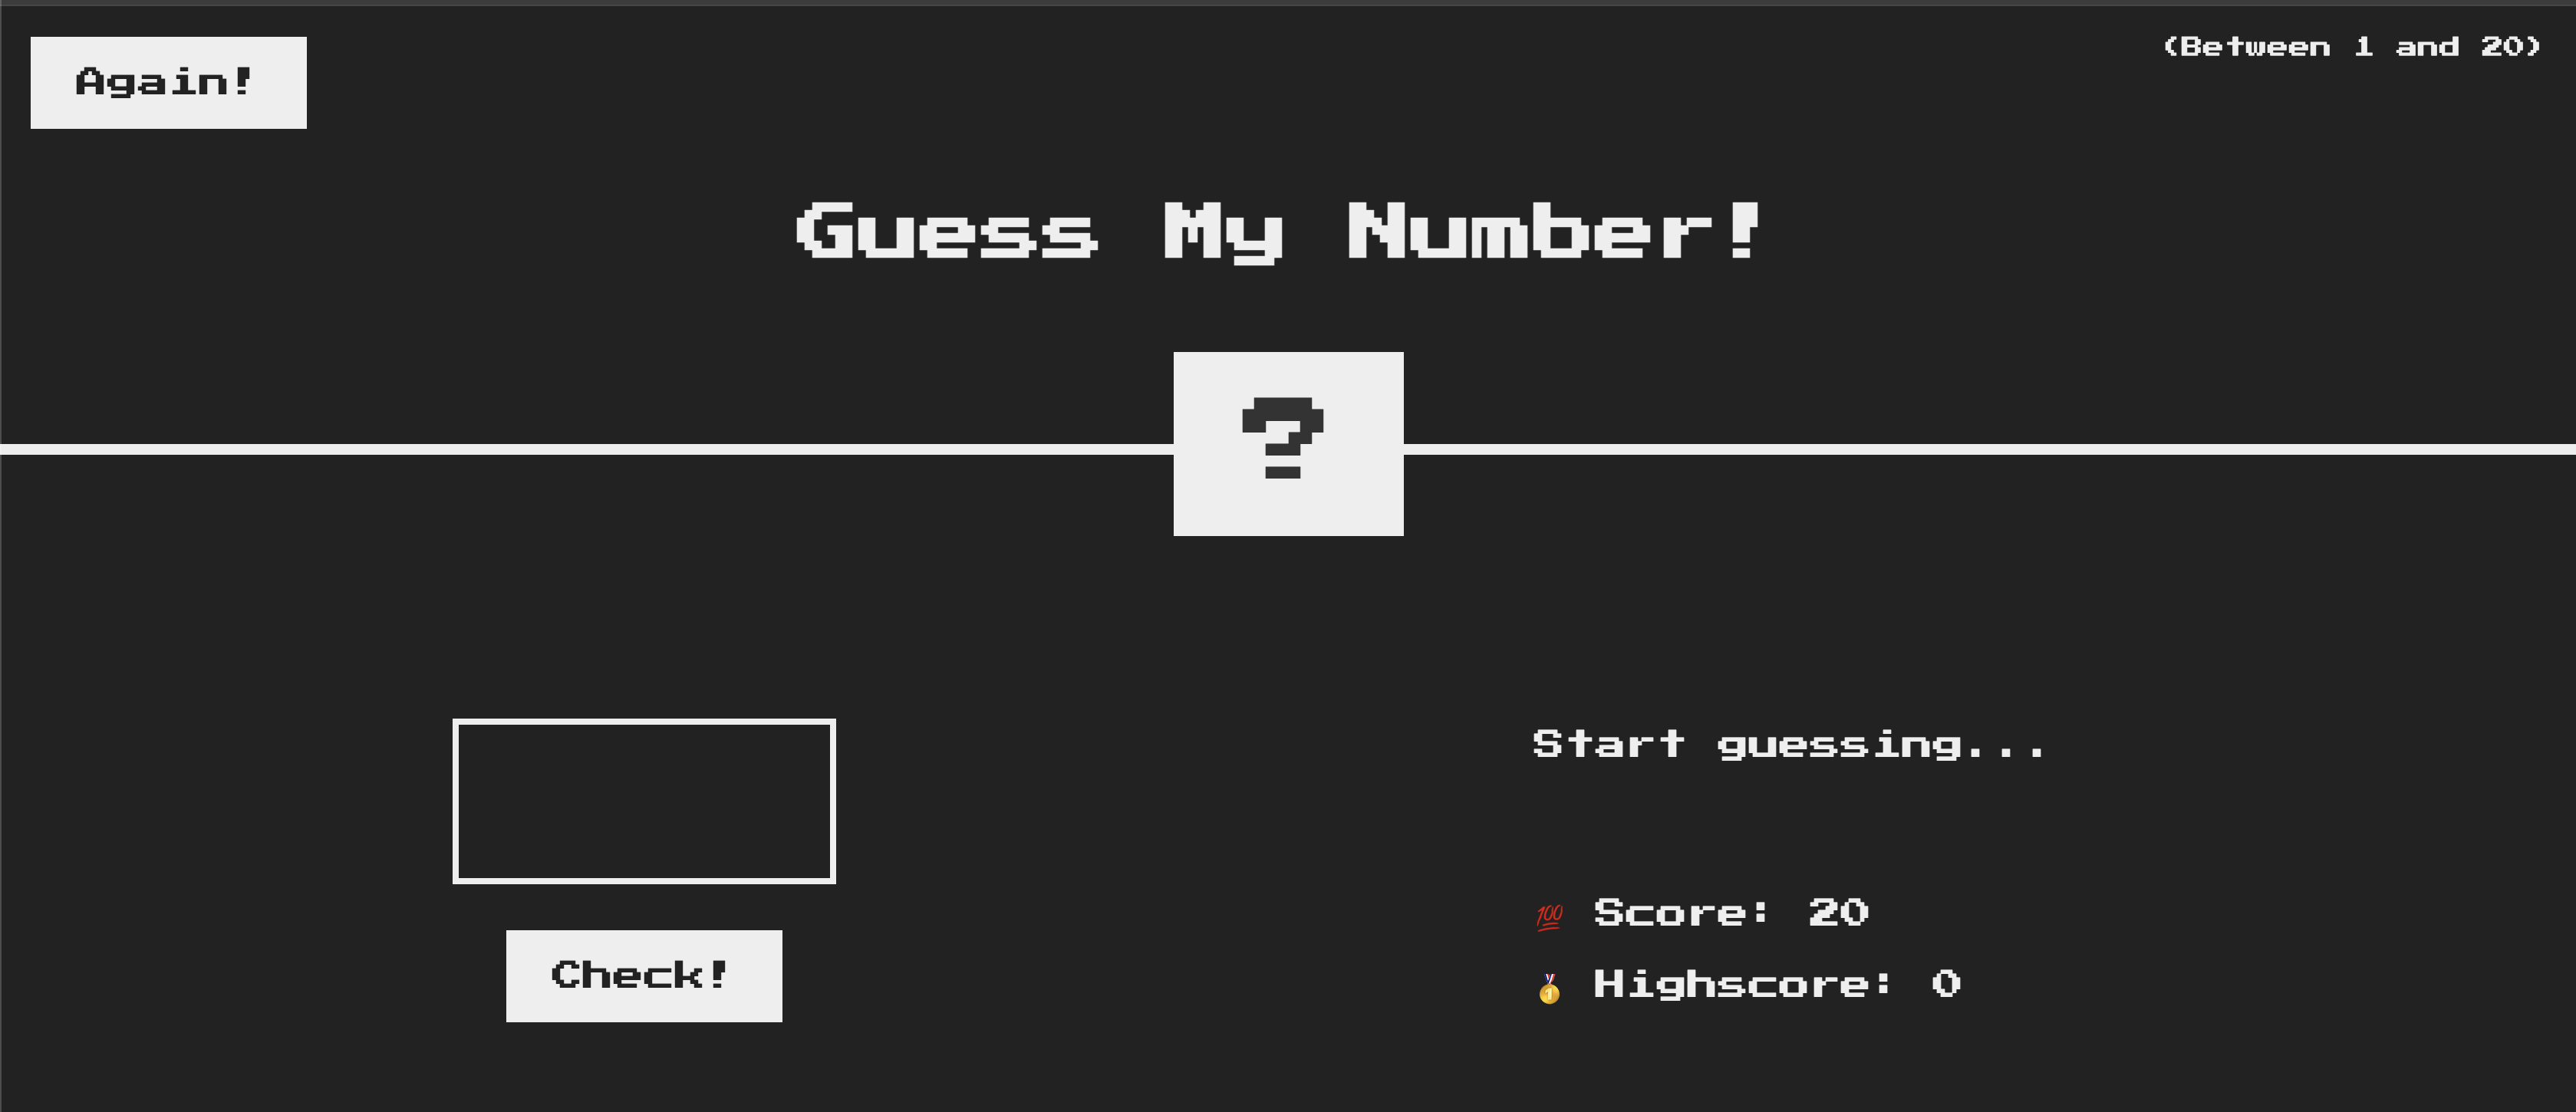 Again!
(Between 1 and 20)
Guess My Number!
?
Start guessing...
💯 Score: 20
🥇 Highscore: 0
Check!